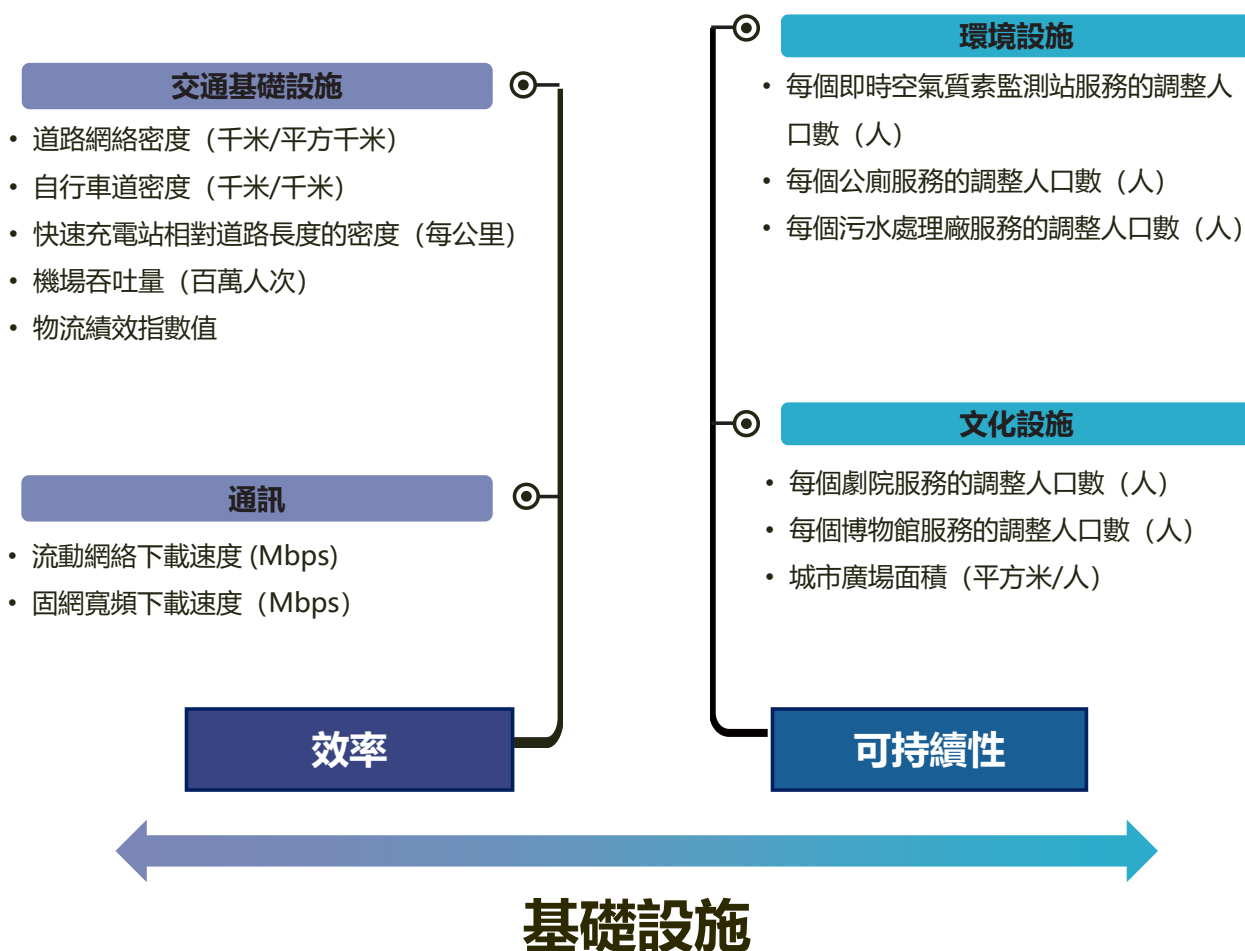 交通基礎設施
• 道路網絡密度（千米/平方千米）
• 自行車道密度（千米/千米）
• 快速充電站相對道路長度的密度（每公里）
• 機場吞吐量（百萬人次）
• 物流績效指數值
通訊
• 流動網絡下載速度 (Mbps)
• 固網寬頻下載速度（Mbps）
效率
環境設施
• 每個即時空氣質素監測站服務的調整人
口數（人）
• 每個公廁服務的調整人口數（人）
• 每個污水處理廠服務的調整人口數（人）
文化設施
• 每個劇院服務的調整人口數（人）
• 每個博物館服務的調整人口數（人）
• 城市廣場面積（平方米/人）
可持續性
基礎設施